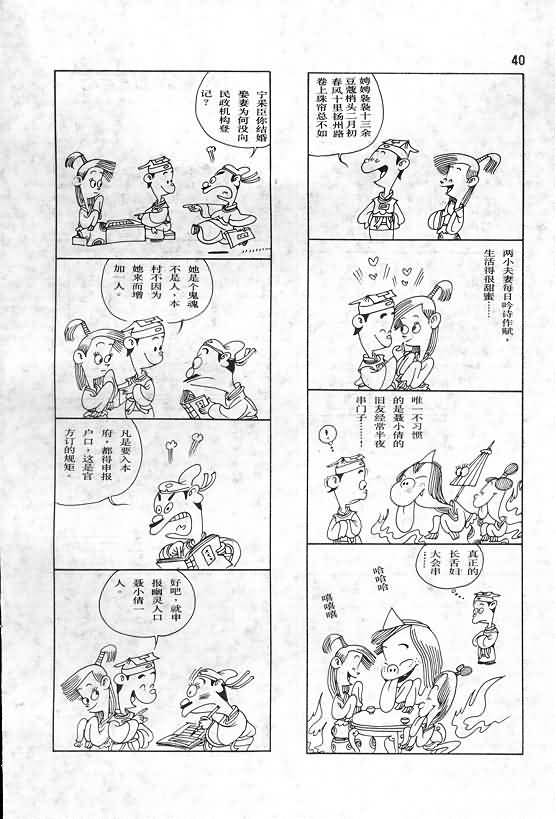 40
娉娉袅袅十三余
豆蔻梢头二月初
春风十里扬州路
卷上珠帘总不如
两小夫妻每日吟诗作赋，
生活得很甜蜜……
唯一不习惯
的是聂小倩的
旧友经常半夜
串门子……
!
真正的
长舌妇
大会串
……
哈哈哈
嘻嘻嘻
宁采臣你结婚
娶妻为何没向
民政机构登
记？
她是个鬼魂
不是人，本
村不因为
她来而增
加一人。
凡是要入本
府，都得申报
户口，这是官
方订的规矩。
好吧，就申
报幽灵人口
聂小倩一
人。